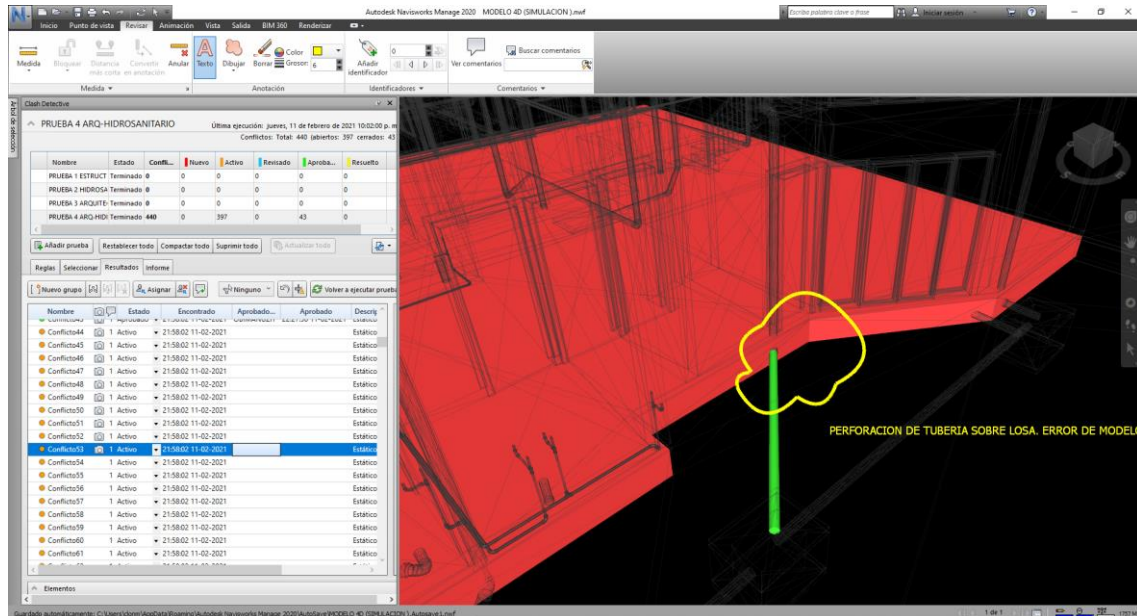 Autodesk Navisworks Manage 2020 MODELO 4D (SIMULACION ).nwf
Escriba palabra clave o frase
Iniciar sesión
Inicio Punto de vista Revisar Animación Vista Salida BIM 360 Renderizar
Medida
Bloquear
Distancia más corta
Convertir en anotación
Anular
Texto
Dibujar
Borrar
Color
Grosor: 6
Añadir identificador
0
Ver comentarios
Buscar comentarios
Medida
Anotación
Identificadores
Comentarios
Árbol de selección
Clash Detective
PRUEBA 4 ARQ-HIDROSANITARIO
Última ejecución: jueves, 11 de febrero de 2021 10:02:00 p. m
Conflictos: Total: 440 (abiertos: 397 cerrados: 43
Nombre Estado Confli... Nuevo Activo Revisado Aproba... Resuelto
PRUEBA 1 ESTRUCT Terminado 0 0 0 0 0 0
PRUEBA 2 HIDROSA Terminado 0 0 0 0 0 0
PRUEBA 3 ARQUITE Terminado 0 0 0 0 0 0
PRUEBA 4 ARQ-HIDI Terminado 440 0 397 0 43 0
Añadir prueba Restablecer todo Compactar todo Suprimir todo Actualizar todo
Reglas Seleccionar Resultados Informe
Nuevo grupo Asignar Ninguno Volver a ejecutar prueba
Nombre Estado Encontrado Aprobado... Aprobado Descrip
Conflicto44 1 Activo 21:58:02 11-02-2021 Estático
Conflicto45 1 Activo 21:58:02 11-02-2021 Estático
Conflicto46 1 Activo 21:58:02 11-02-2021 Estático
Conflicto47 1 Activo 21:58:02 11-02-2021 Estático
Conflicto48 1 Activo 21:58:02 11-02-2021 Estático
Conflicto49 1 Activo 21:58:02 11-02-2021 Estático
Conflicto50 1 Activo 21:58:02 11-02-2021 Estático
Conflicto51 1 Activo 21:58:02 11-02-2021 Estático
Conflicto52 1 Activo 21:58:02 11-02-2021 Estático
Conflicto53 1 Activo 21:58:02 11-02-2021 Estático
Conflicto54 1 Activo 21:58:02 11-02-2021 Estático
Conflicto55 1 Activo 21:58:02 11-02-2021 Estático
Conflicto56 1 Activo 21:58:02 11-02-2021 Estático
Conflicto57 1 Activo 21:58:02 11-02-2021 Estático
Conflicto58 1 Activo 21:58:02 11-02-2021 Estático
Conflicto59 1 Activo 21:58:02 11-02-2021 Estático
Conflicto60 1 Activo 21:58:02 11-02-2021 Estático
Conflicto61 1 Activo 21:58:02 11-02-2021 Estático
Elementos
PERFORACION DE TUBERIA SOBRE LOSA. ERROR DE MODELO
1 de 1